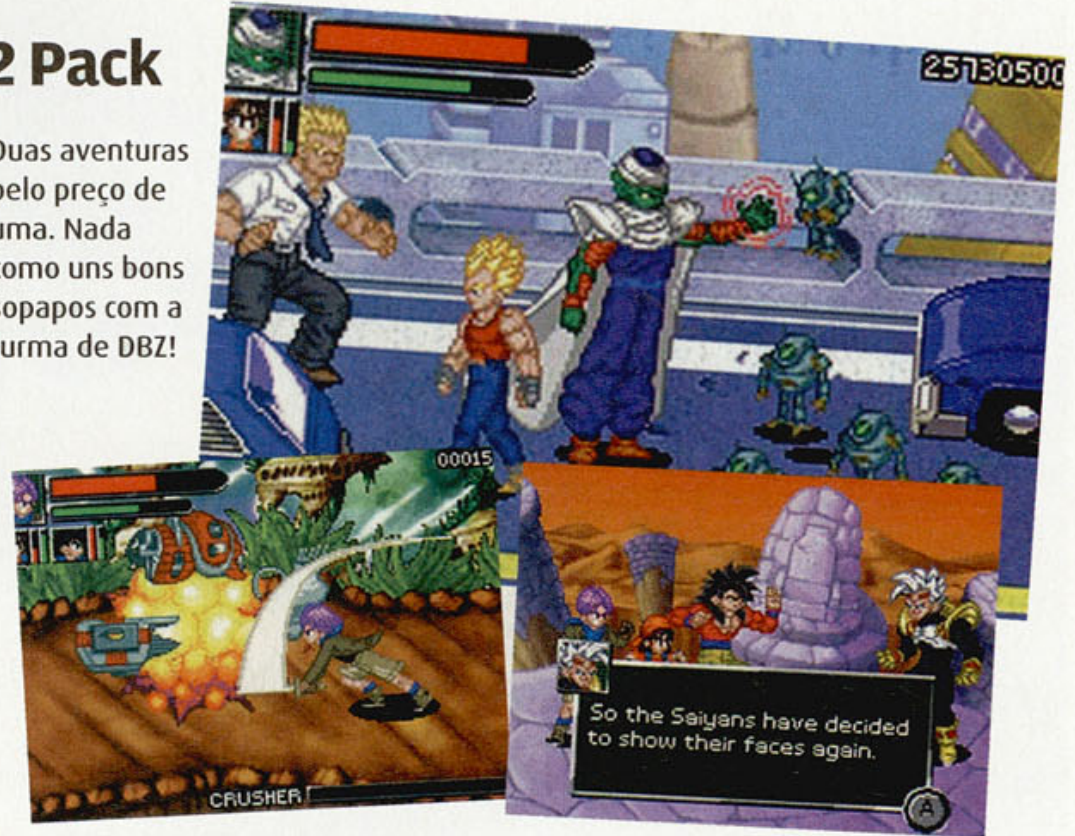 2 Pack
Duas aventuras
pelo preço de
uma. Nada
como uns bons
sopapos com a
turma de DBZ!
25730500
00015
CRUSHER
So the Saiyans have decided
to show their faces again.
A